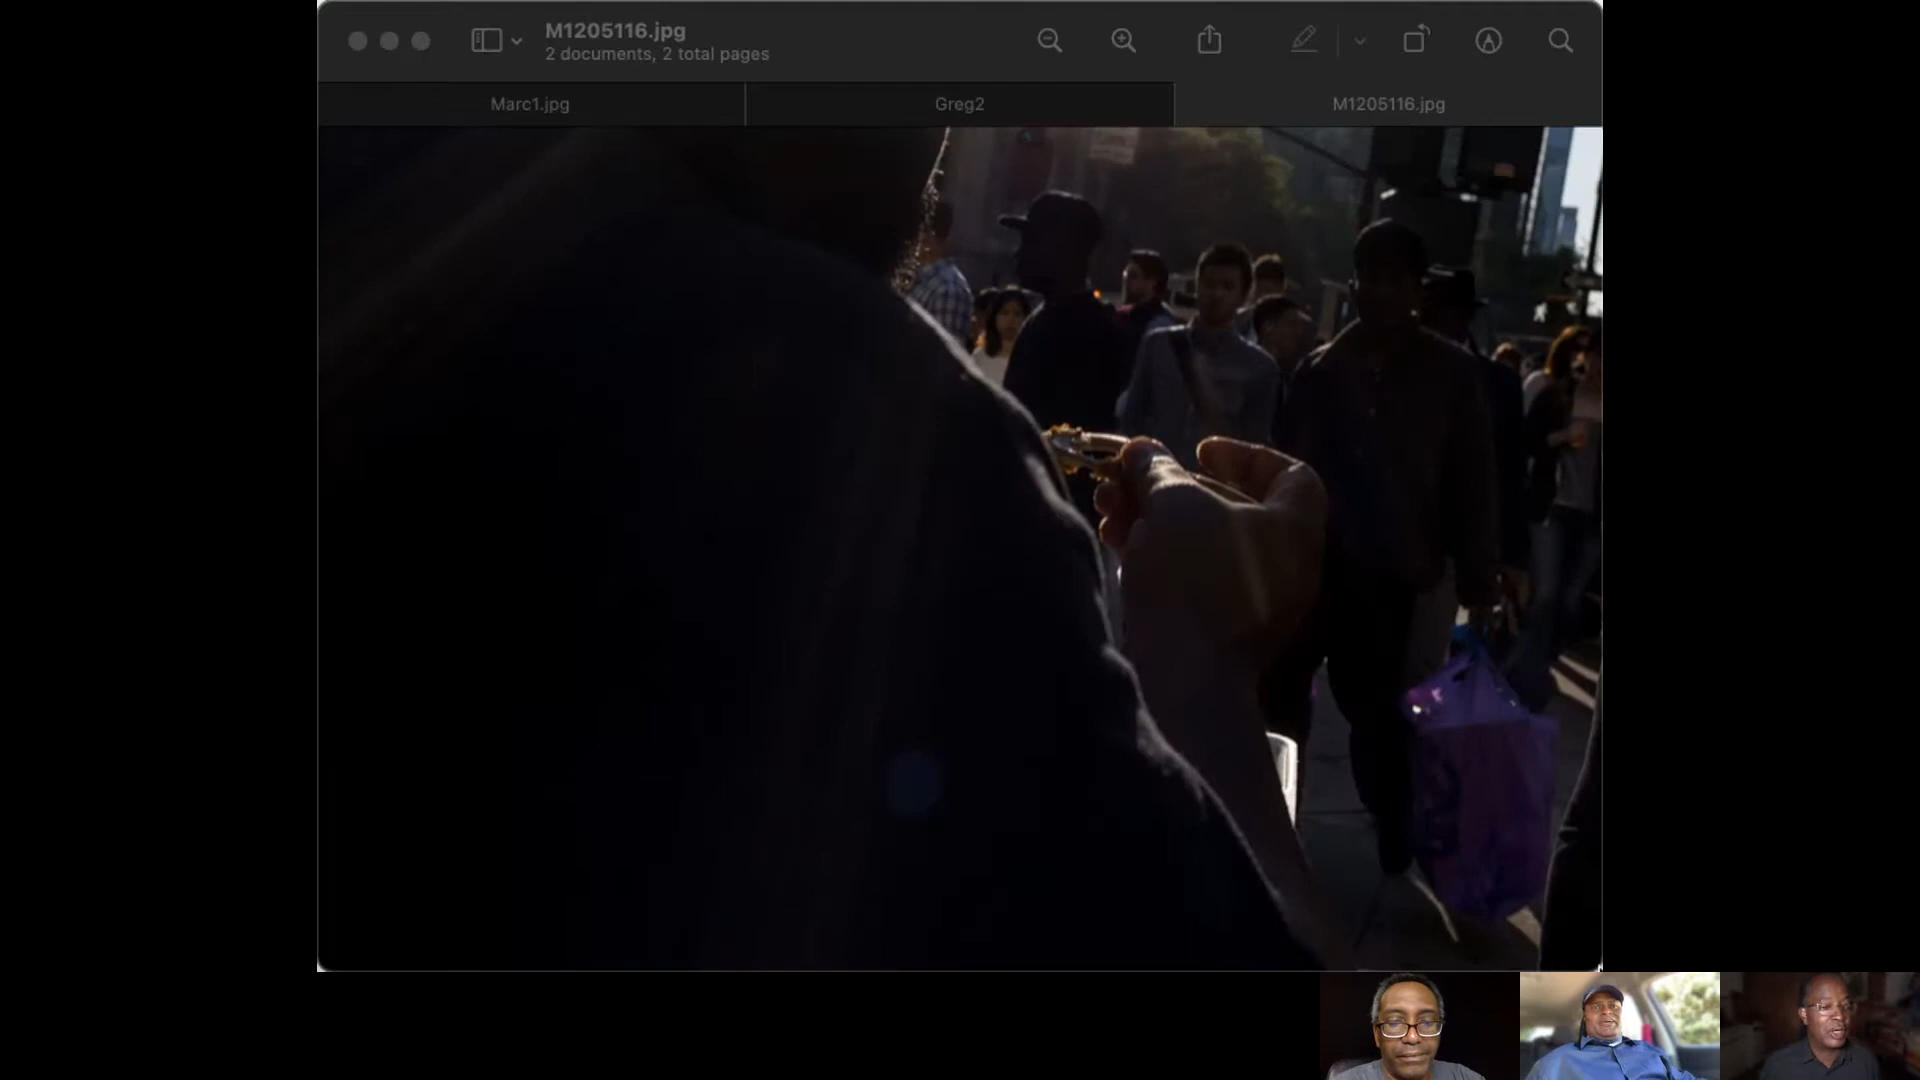 M1205116.jpg
2 documents, 2 total pages
Marc1.jpg
Greg2
M1205116.jpg